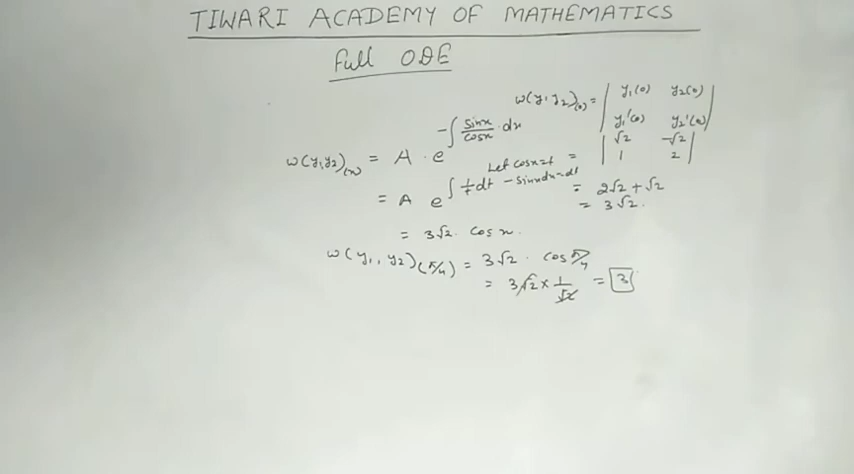 TIWARI ACADEMY OF MATHEMATICS
Full ODE
W(y₁ y₂)(0) = | y₁(0) y₂(0) |
| y₁'(0) y₂'(0) |
= | √2 -√2 |
| 1 2 |
= 2√2 + √2
= 3√2.
W(y₁ y₂)(x) = A · e^{-∫ sinx/cosx · dx}
Let cosx = t
- sinx dx = dt
= A e^{∫ 1/t dt}
= 3√2 · cos x.
W(y₁, y₂)(π/4) = 3√2 · cos π/4
= 3√2 × 1/√2 = 3